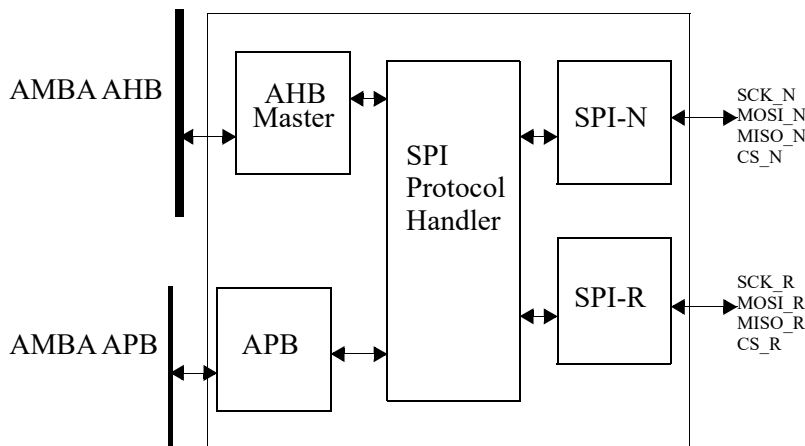 AMBA AHB
AHB
Master
SPI
Protocol
Handler
SPI-N
SCK_N
MOSI_N
MISO_N
CS_N
AMBA APB
APB
SPI-R
SCK_R
MOSI_R
MISO_R
CS_R